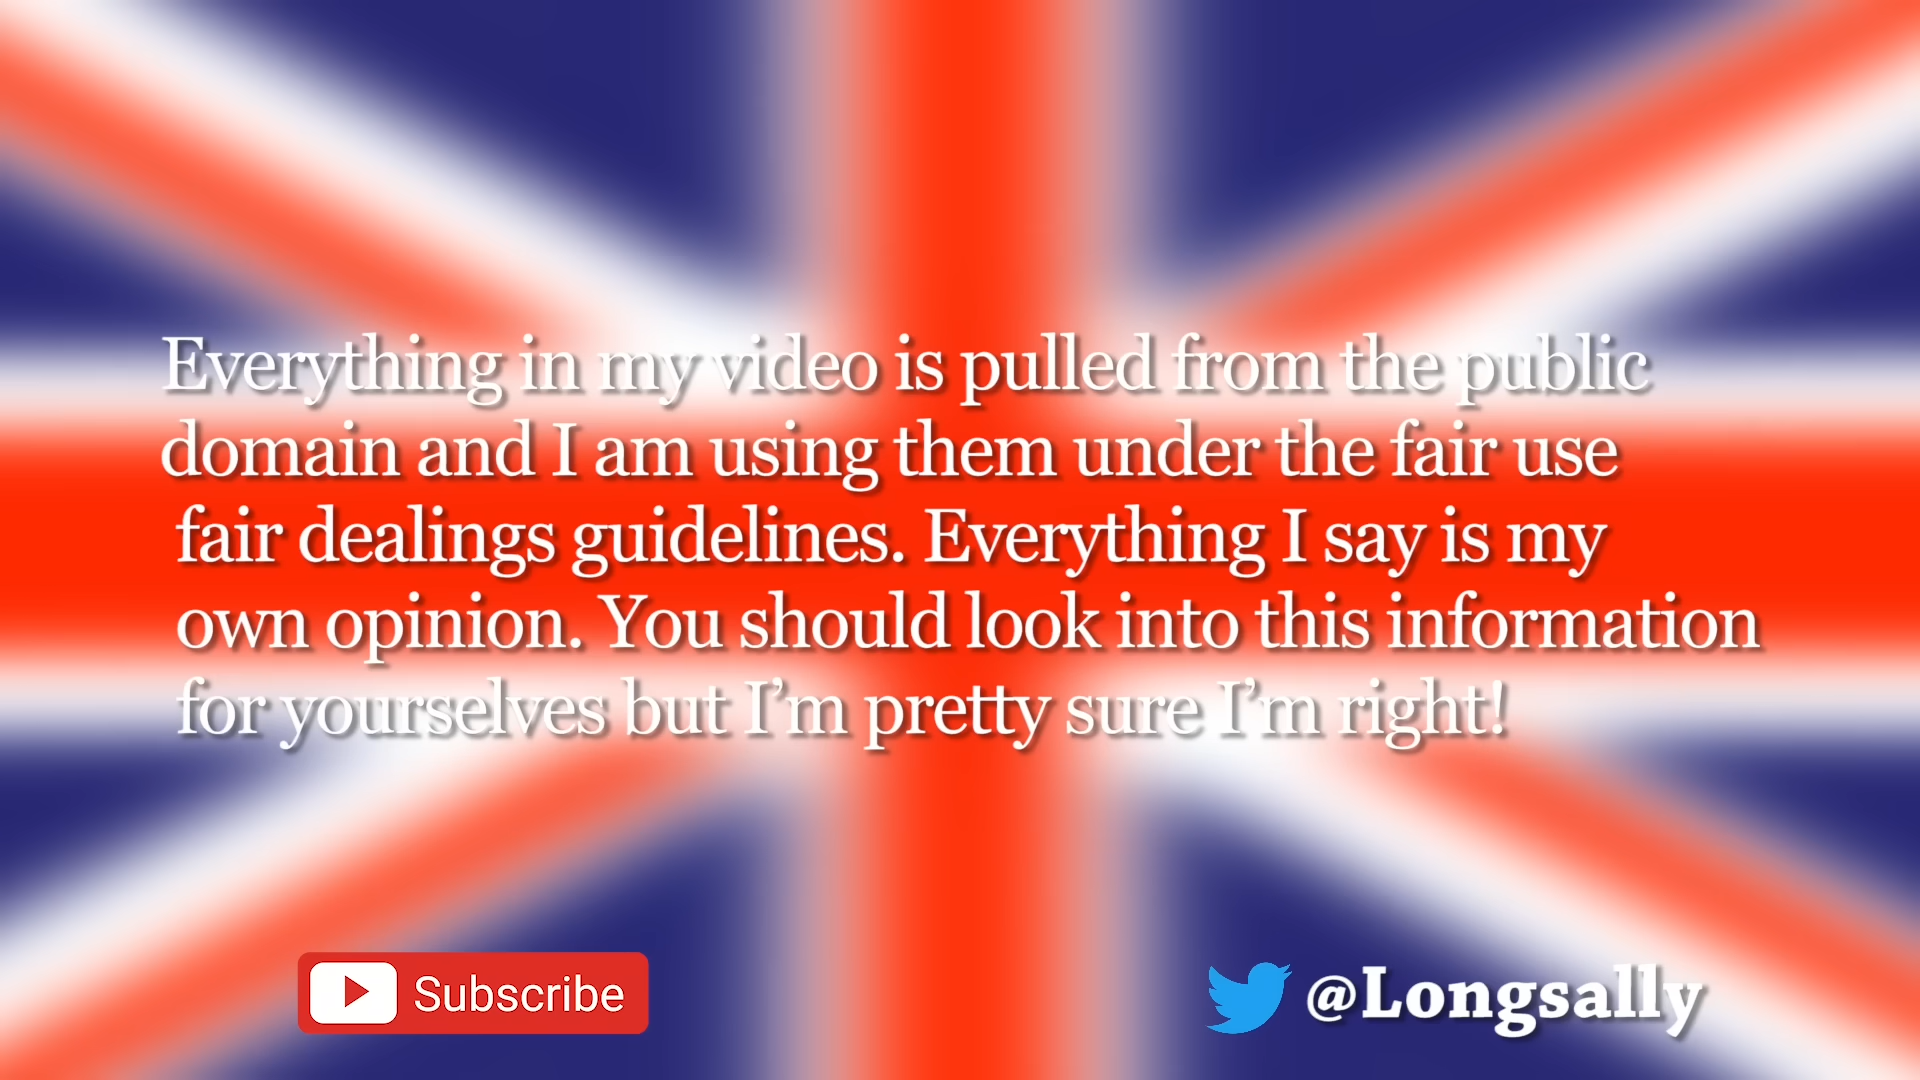 Everything in my video is pulled from the public
domain and I am using them under the fair use
fair dealings guidelines. Everything I say is my
own opinion. You should look into this information
for yourselves but I’m pretty sure I’m right!
Subscribe
@Longsally